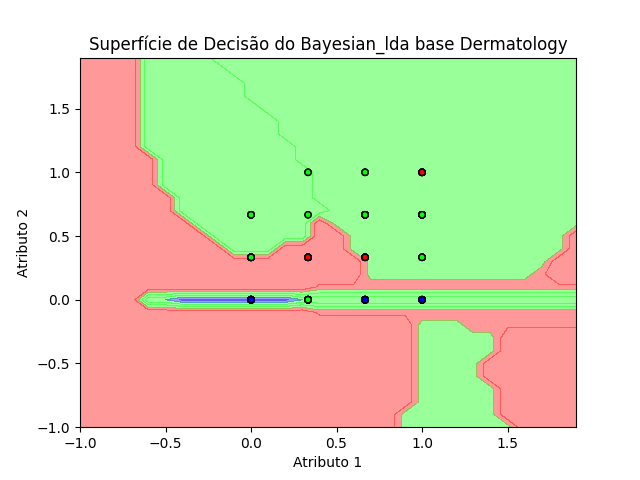 Superfície de Decisão do Bayesian_lda base Dermatology
1.5
1.0
0.5
0.0
−0.5
−1.0
Atributo 2
−1.0 −0.5 0.0 0.5 1.0 1.5
Atributo 1